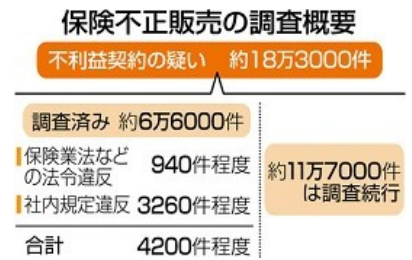 保険不正販売の調査概要
不利益契約の疑い 約18万3000件
調査済み 約6万6000件
保険業法など
の法令違反 940件程度
社内規定違反 3260件程度
合計 4200件程度
約11万7000件
は調査続行